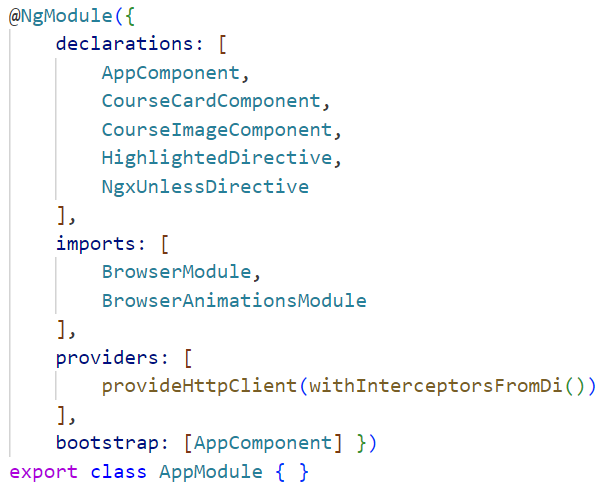 @NgModule({
    declarations: [
        AppComponent,
        CourseCardComponent,
        CourseImageComponent,
        HighlightedDirective,
        NgxUnlessDirective
    ],
    imports: [
        BrowserModule,
        BrowserAnimationsModule
    ],
    providers: [
        provideHttpClient(withInterceptorsFromDi())
    ],
    bootstrap: [AppComponent] })
export class AppModule { }